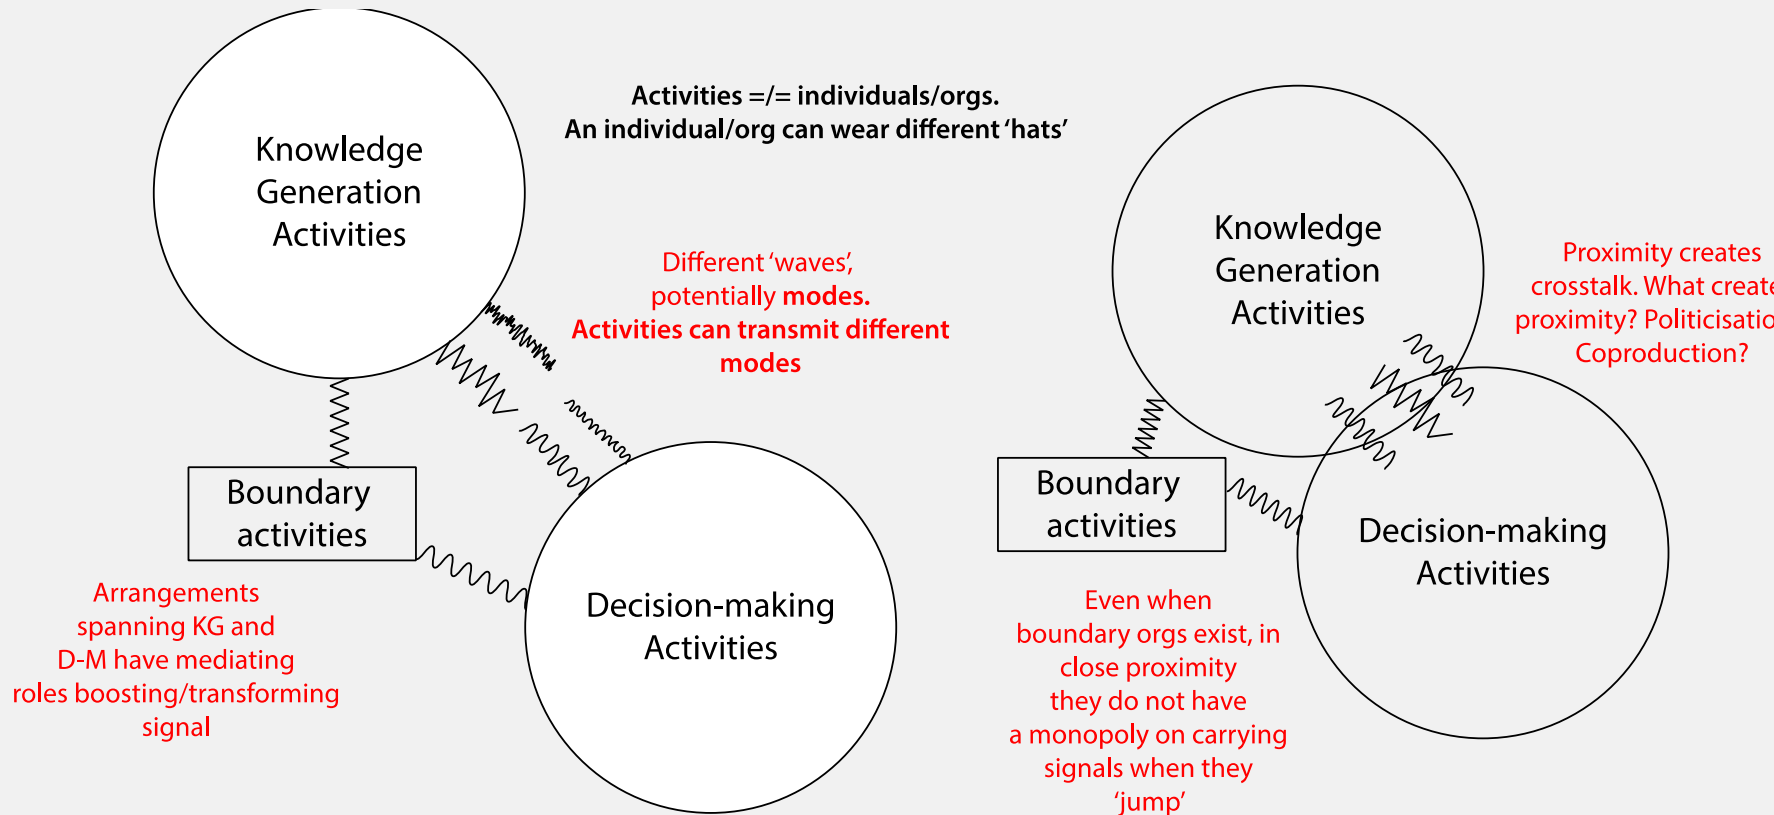 Knowledge
Generation
Activities
Activities =/= individuals/orgs.
An individual/org can wear different ‘hats’
Different ‘waves’,
potentially modes.
Activities can transmit different
modes
Boundary
activities
Arrangements
spanning KG and
D-M have mediating
roles boosting/transforming
signal
Decision-making
Activities
Knowledge
Generation
Activities
Proximity creates
crosstalk. What create
proximity? Politicisatio
Coproduction?
Boundary
activities
Decision-making
Activities
Even when
boundary orgs exist, in
close proximity
they do not have
a monopoly on carrying
signals when they
‘jump’